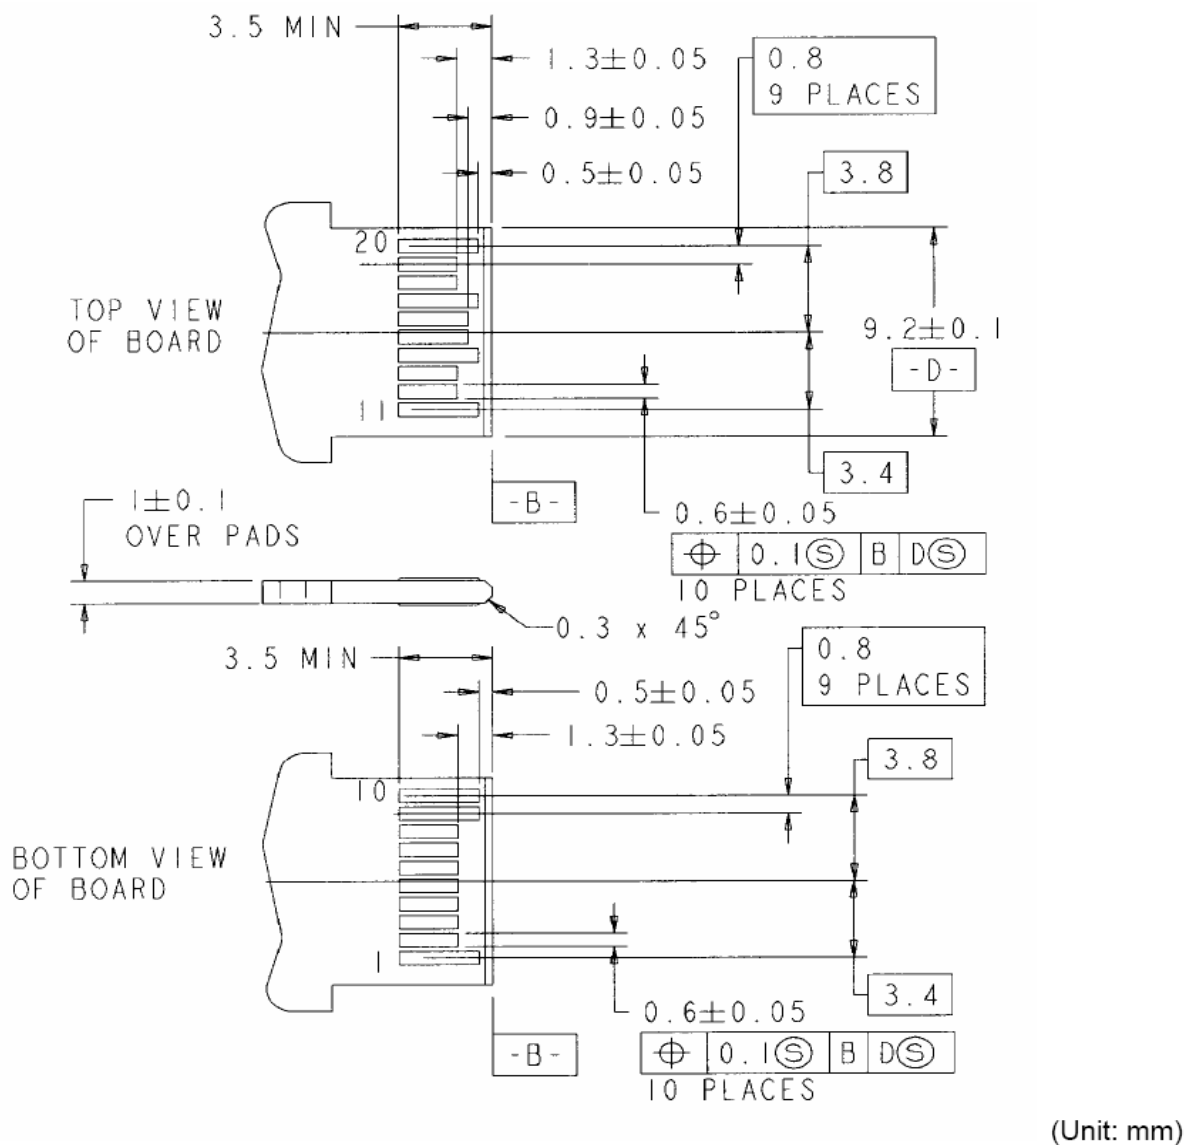 3.5 MIN
1.3±0.05
0.8
9 PLACES
0.9±0.05
0.5±0.05
3.8
20
TOP VIEW
OF BOARD
9.2±0.1
-D-
11
3.4
-B-
1±0.1
OVER PADS
0.6±0.05
⌖ 0.1Ⓢ B DⓈ
10 PLACES
0.3 x 45°
3.5 MIN
0.8
9 PLACES
0.5±0.05
1.3±0.05
3.8
10
BOTTOM VIEW
OF BOARD
1
3.4
0.6±0.05
-B-
⌖ 0.1Ⓢ B DⓈ
10 PLACES
(Unit: mm)